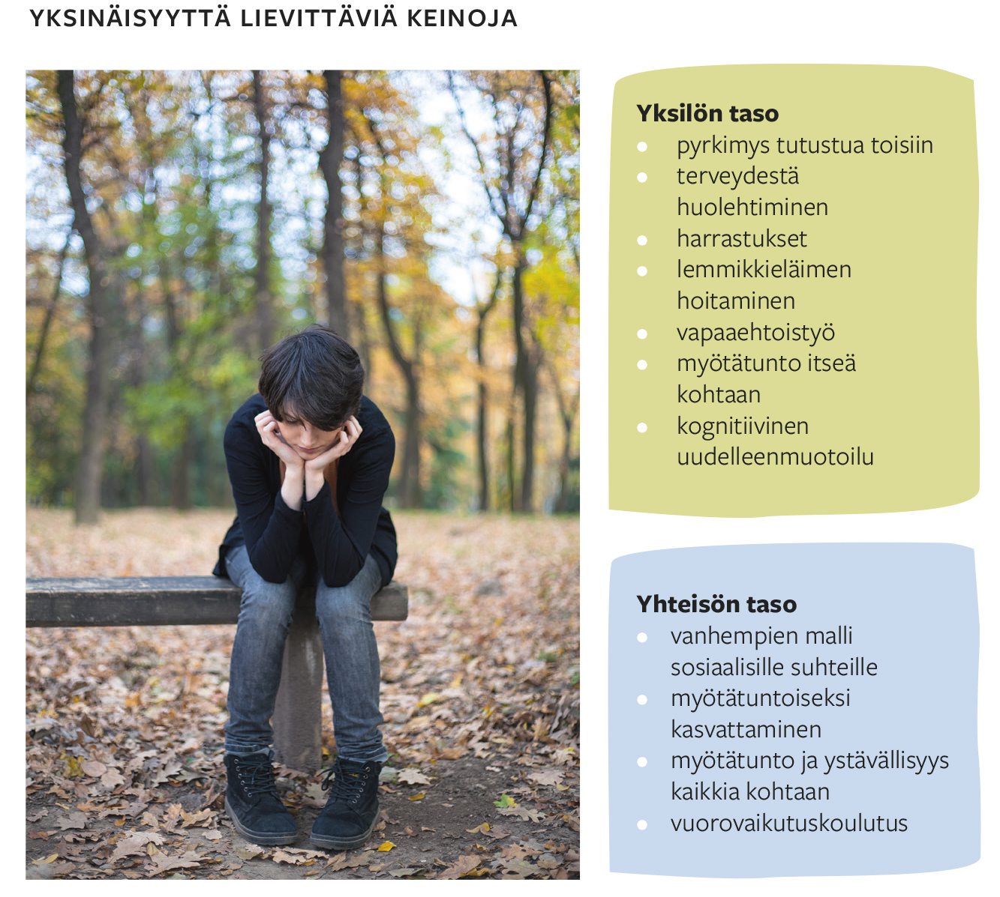 YKSINÄISYYTTÄ LIEVITTÄVIÄ KEINOJA
Yksilön taso
pyrkimys tutustua toisiin
terveydestä
huolehtiminen
harrastukset
lemmikkieläimen
hoitaminen
vapaaehtoistyö
myötätunto itseä
kohtaan
kognitiivinen
uudelleenmuotoilu
Yhteisön taso
vanhempien malli
sosiaalisille suhteille
myötätuntoiseksi
kasvattaminen
myötätunto ja ystävällisyys
kaikkia kohtaan
vuorovaikutuskoulutus